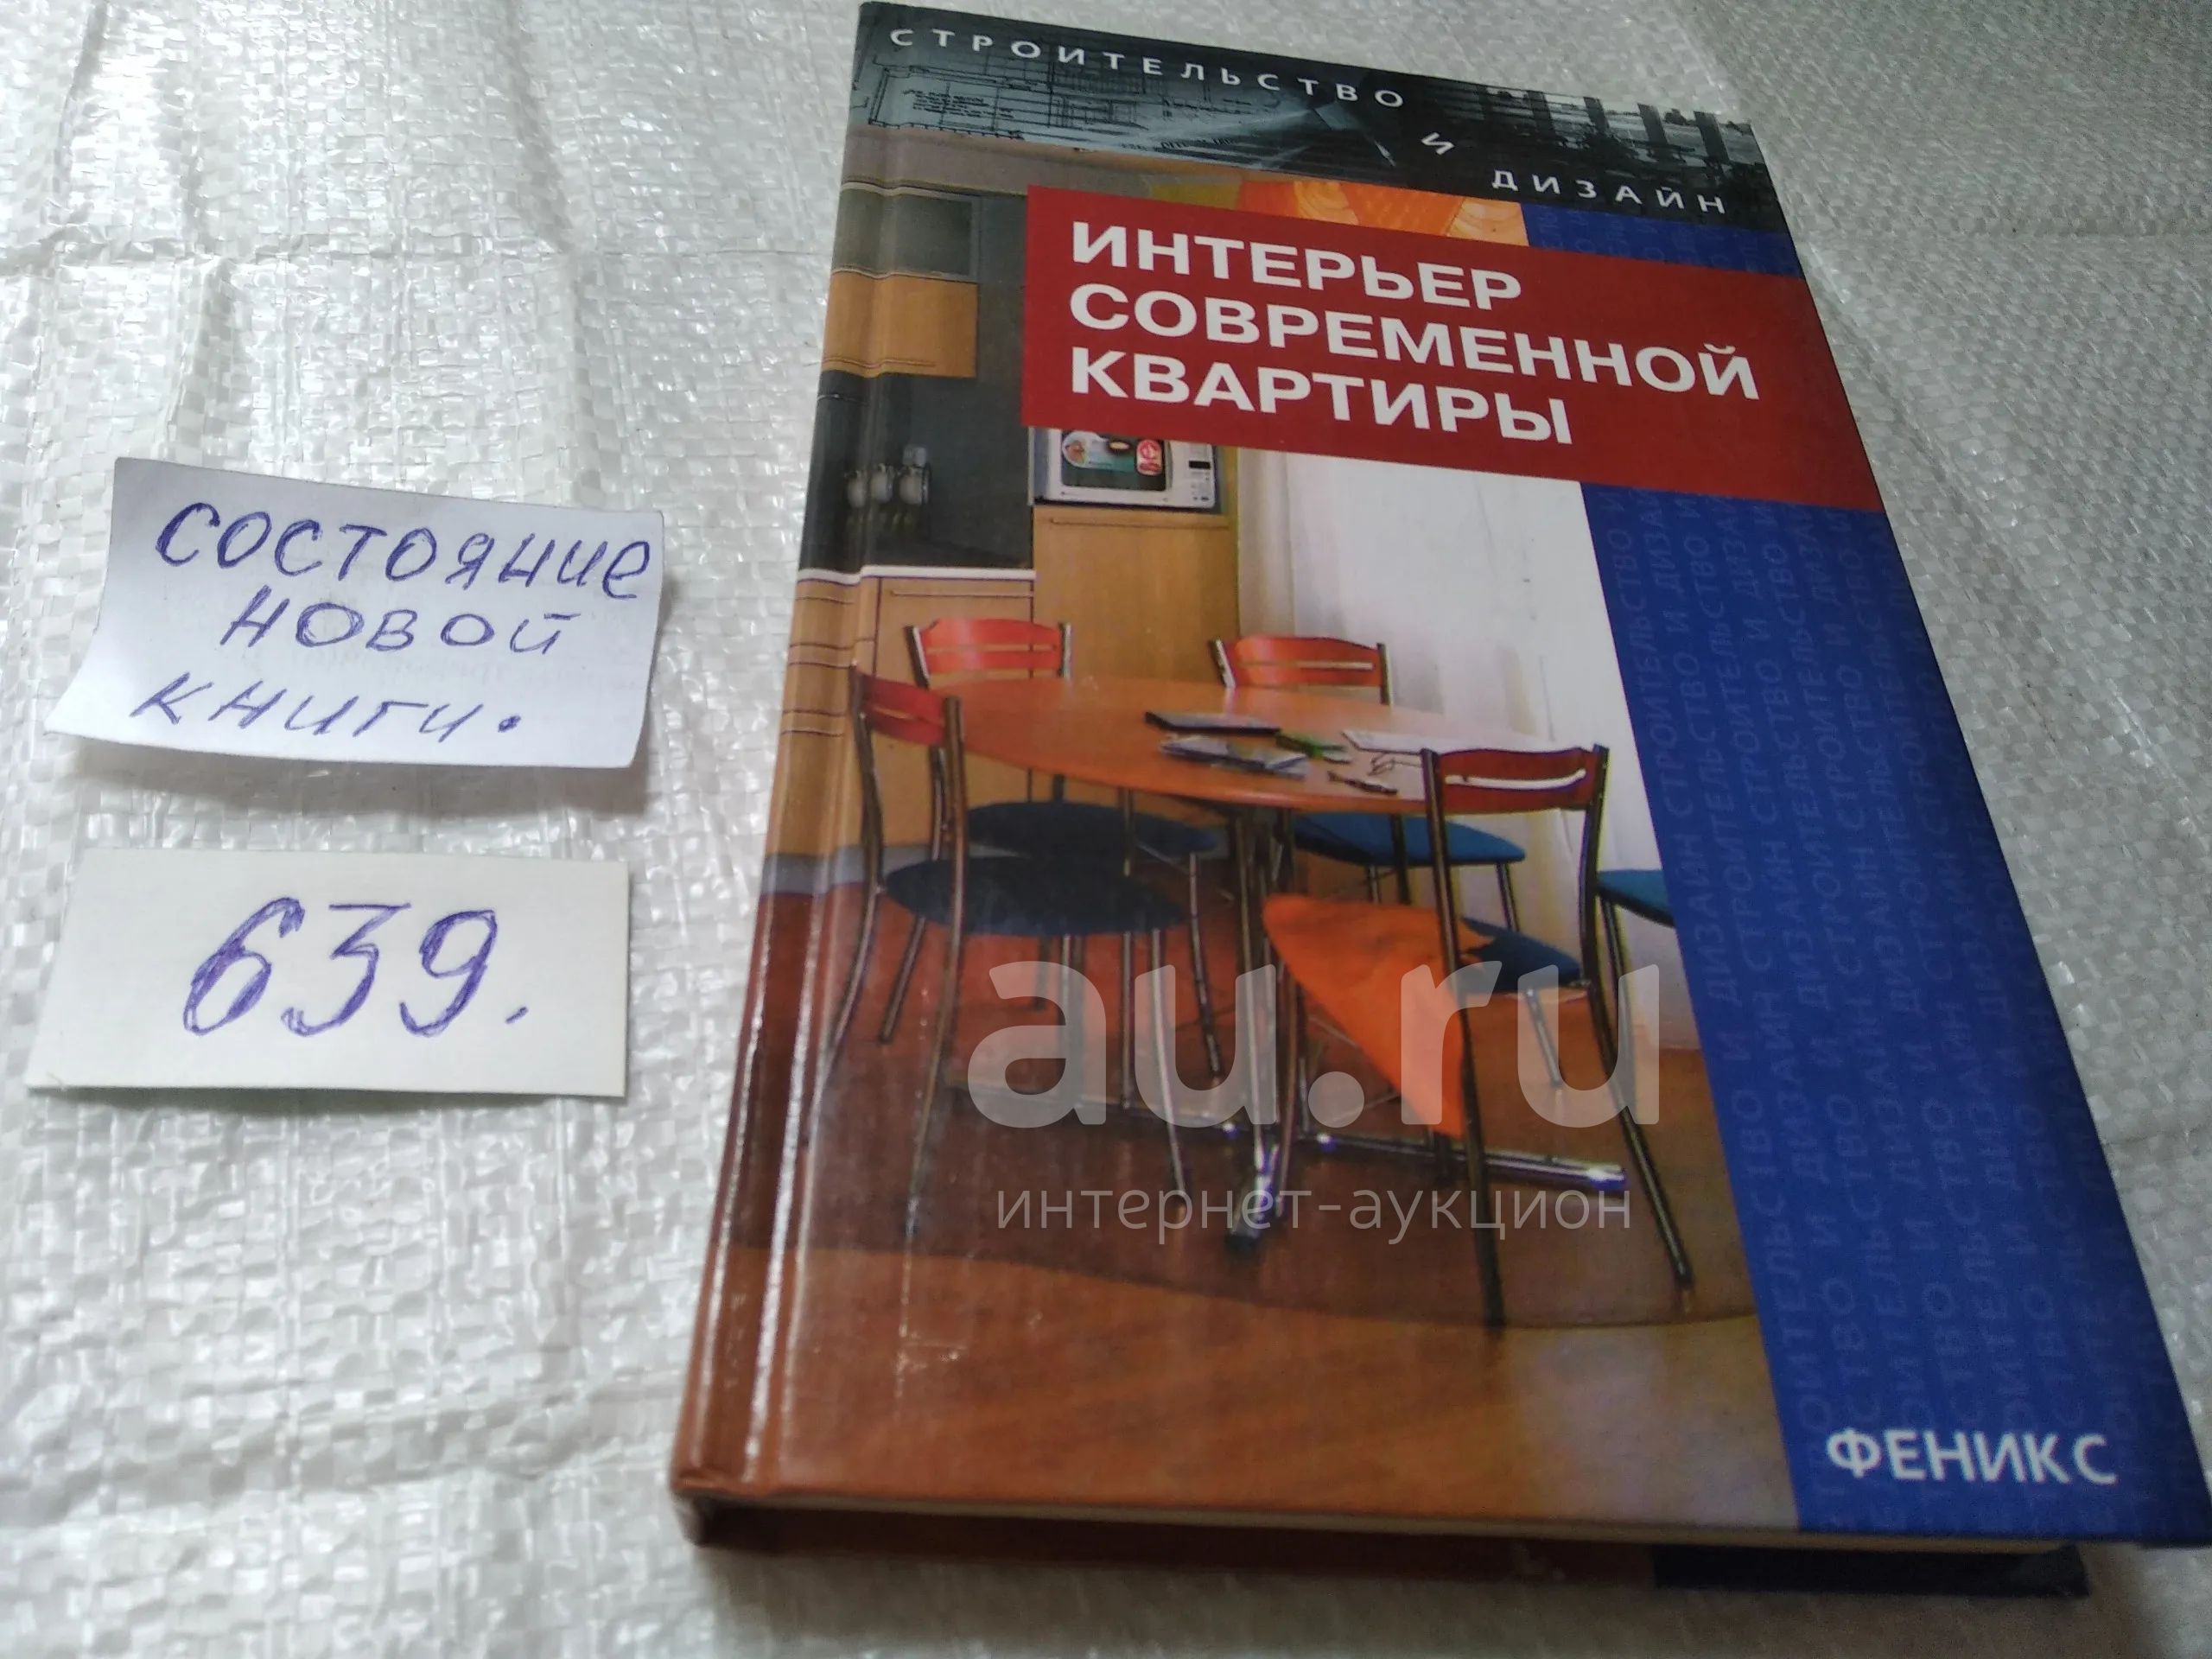 СТРОИТЕЛЬСТВО И ДИЗАЙН
ИНТЕРЬЕР
СОВРЕМЕННОЙ
КВАРТИРЫ
состояние
новой
книги.
639.
au.ru
интернет-аукцион
ФЕНИКС